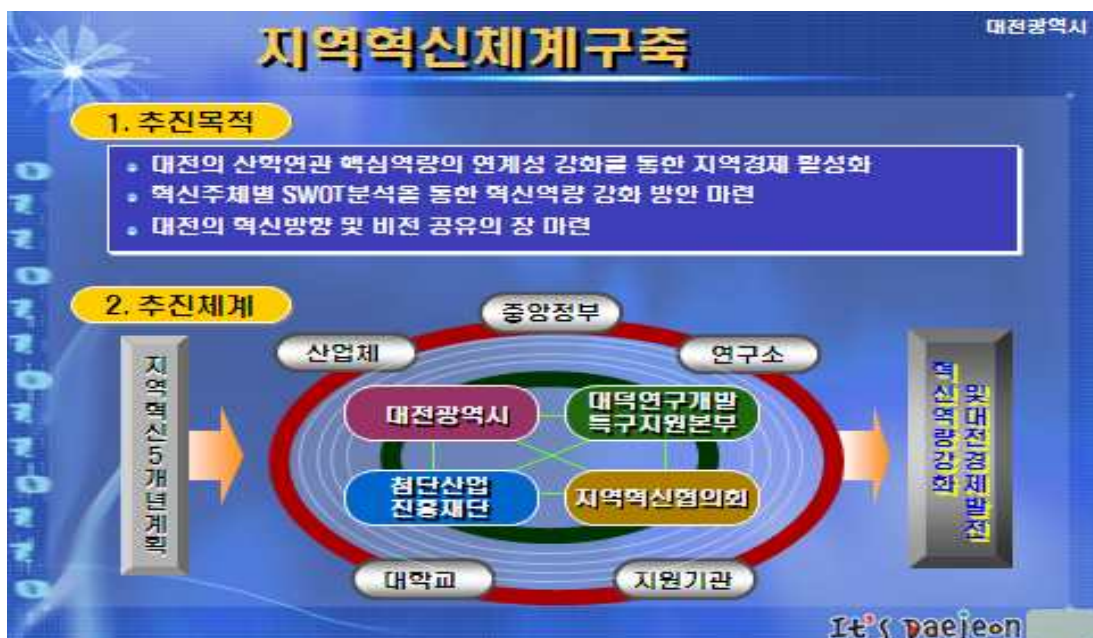 대전광역시
지역혁신체계구축
1. 추진목적
• 대전의 산학연관 핵심역량의 연계성 강화를 통한 지역경제 활성화
• 혁신주체별 SWOT분석을 통한 혁신역량 강화 방안 마련
• 대전의 혁신방향 및 비전 공유의 장 마련
2. 추진체계
지역혁신5개년계획
중앙정부
산업체
연구소
대전광역시
대덕연구개발
특구지원본부
첨단산업
진흥재단
지역혁신협의회
대학교
지원기관
혁신역량강화
및대전경제발전
It's Daejeon